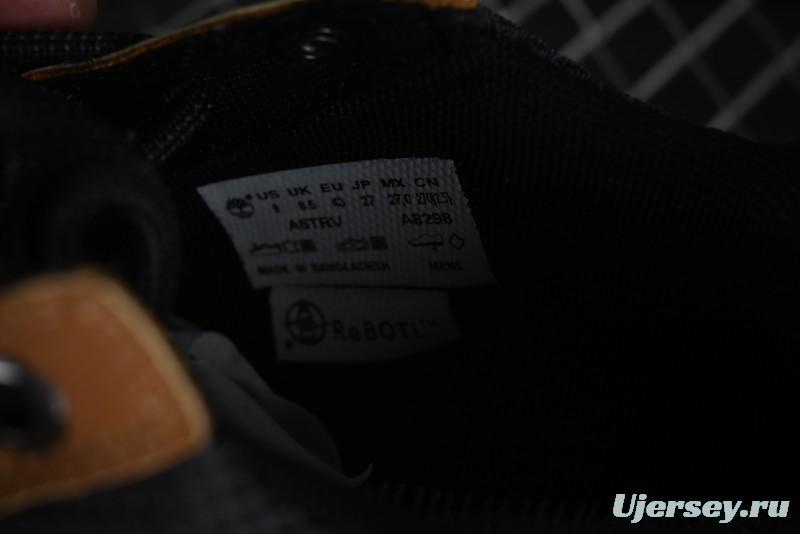 US UK EU JP MX CN
9 8.5 43 27 27.0 270(2.5)
A5TRV A8298
MADE IN BANGLADESH MENS
ReBOTL™
Ujersey.ru